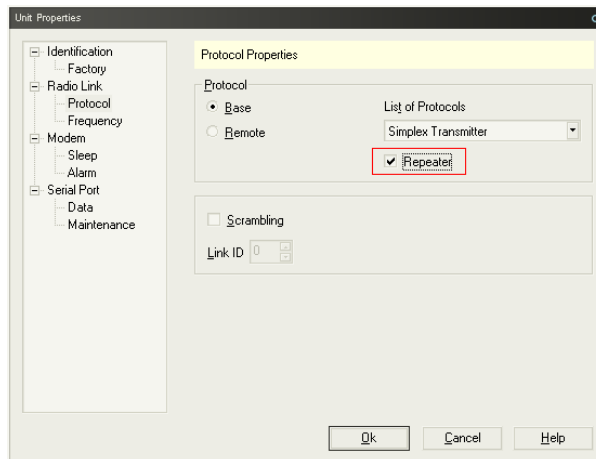 Unit Properties
Identification
Factory
Radio Link
Protocol
Frequency
Modem
Sleep
Alarm
Serial Port
Data
Maintenance
Protocol Properties
Protocol
Base
Remote
List of Protocols
Simplex Transmitter
Repeater
Scrambling
Link ID 0
Ok Cancel Help